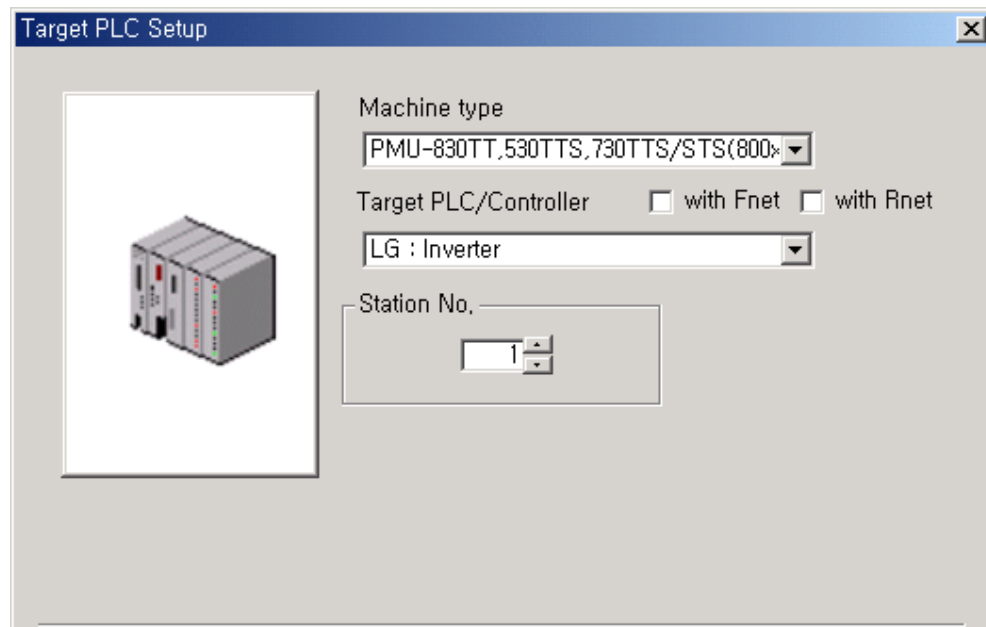 Target PLC Setup
Machine type
PMU-830TT,530TTS,730TTS/STS(800x
Target PLC/Controller with Fnet with Rnet
LG : Inverter
Station No.
1